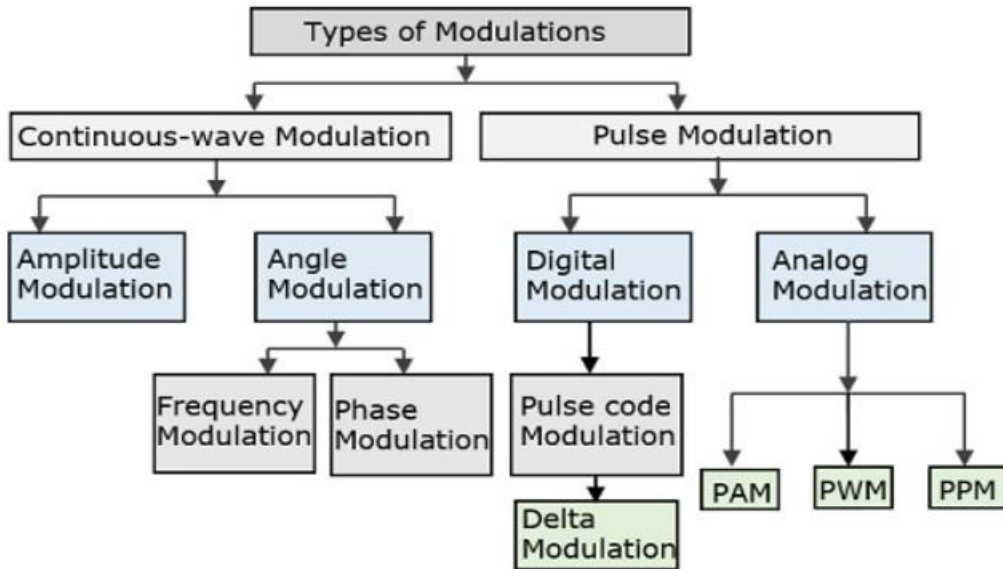 Types of Modulations
Continuous-wave Modulation
Pulse Modulation
Amplitude
Modulation
Angle
Modulation
Digital
Modulation
Analog
Modulation
Frequency
Modulation
Phase
Modulation
Pulse code
Modulation
PAM
PWM
PPM
Delta
Modulation